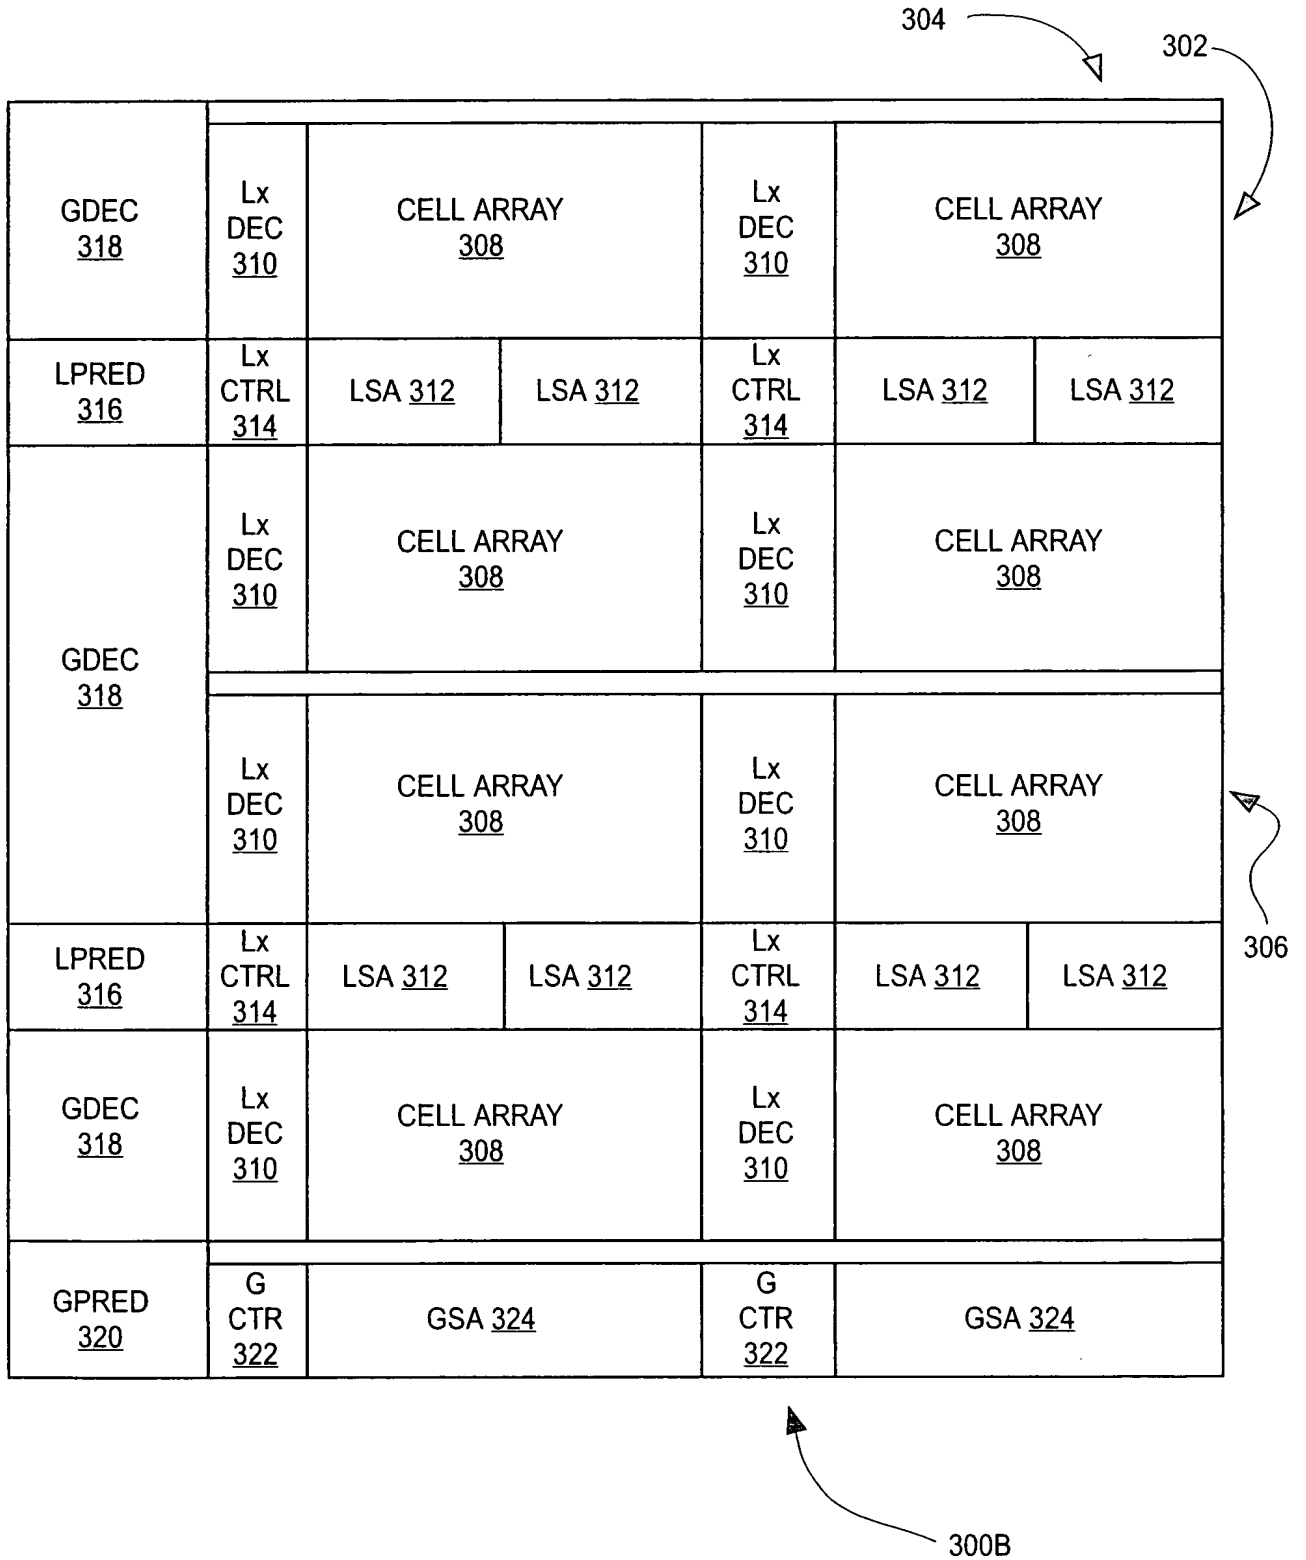 304
302
GDEC
318
Lx
DEC
310
CELL ARRAY
308
Lx
DEC
310
CELL ARRAY
308
LPRED
316
Lx
CTRL
314
LSA 312
LSA 312
Lx
CTRL
314
LSA 312
LSA 312
GDEC
318
Lx
DEC
310
CELL ARRAY
308
Lx
DEC
310
CELL ARRAY
308
Lx
DEC
310
CELL ARRAY
308
Lx
DEC
310
CELL ARRAY
308
306
LPRED
316
Lx
CTRL
314
LSA 312
LSA 312
Lx
CTRL
314
LSA 312
LSA 312
GDEC
318
Lx
DEC
310
CELL ARRAY
308
Lx
DEC
310
CELL ARRAY
308
GPRED
320
G
CTR
322
GSA 324
G
CTR
322
GSA 324
300B